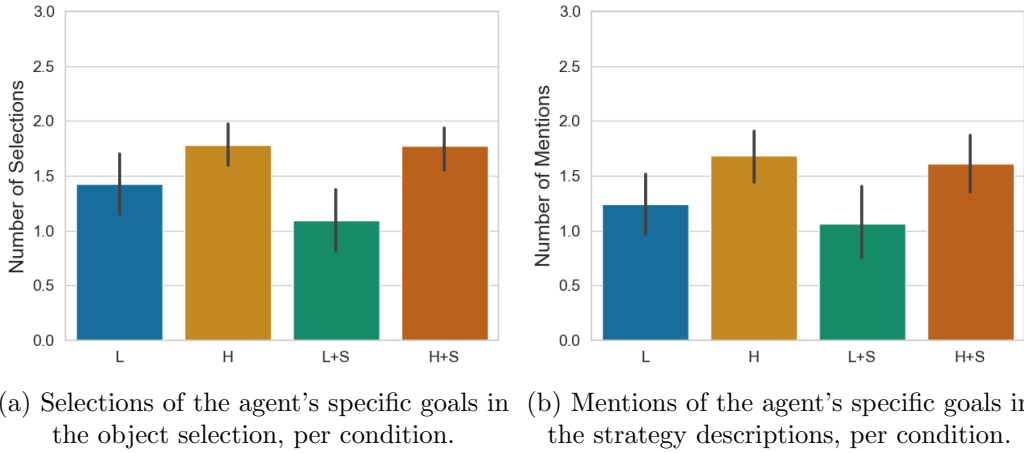 3.0
2.5
2.0
1.5
1.0
0.5
0.0
Number of Selections
L
H
L+S
H+S
(a) Selections of the agent's specific goals in
the object selection, per condition.
3.0
2.5
2.0
1.5
1.0
0.5
0.0
Number of Mentions
L
H
L+S
H+S
(b) Mentions of the agent's specific goals in
the strategy descriptions, per condition.